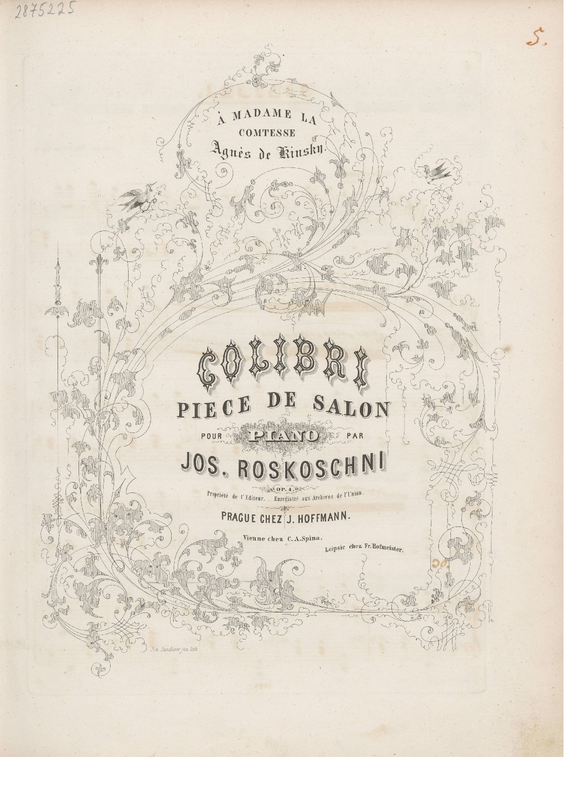 2875225
5.
À MADAME LA
COMTESSE
Agnès de Kinsky.
COLIBRI
PIECE DE SALON
POUR PIANO PAR
JOS. ROSKOSCHNI
OP. 4.
Propriété de l'Editeur. Enregistré aux Archives de l'Union.
PRAGUE CHEZ J. HOFFMANN.
Vienne chez C. A. Spina.
Leipsic chez Fr. Hofmeister.